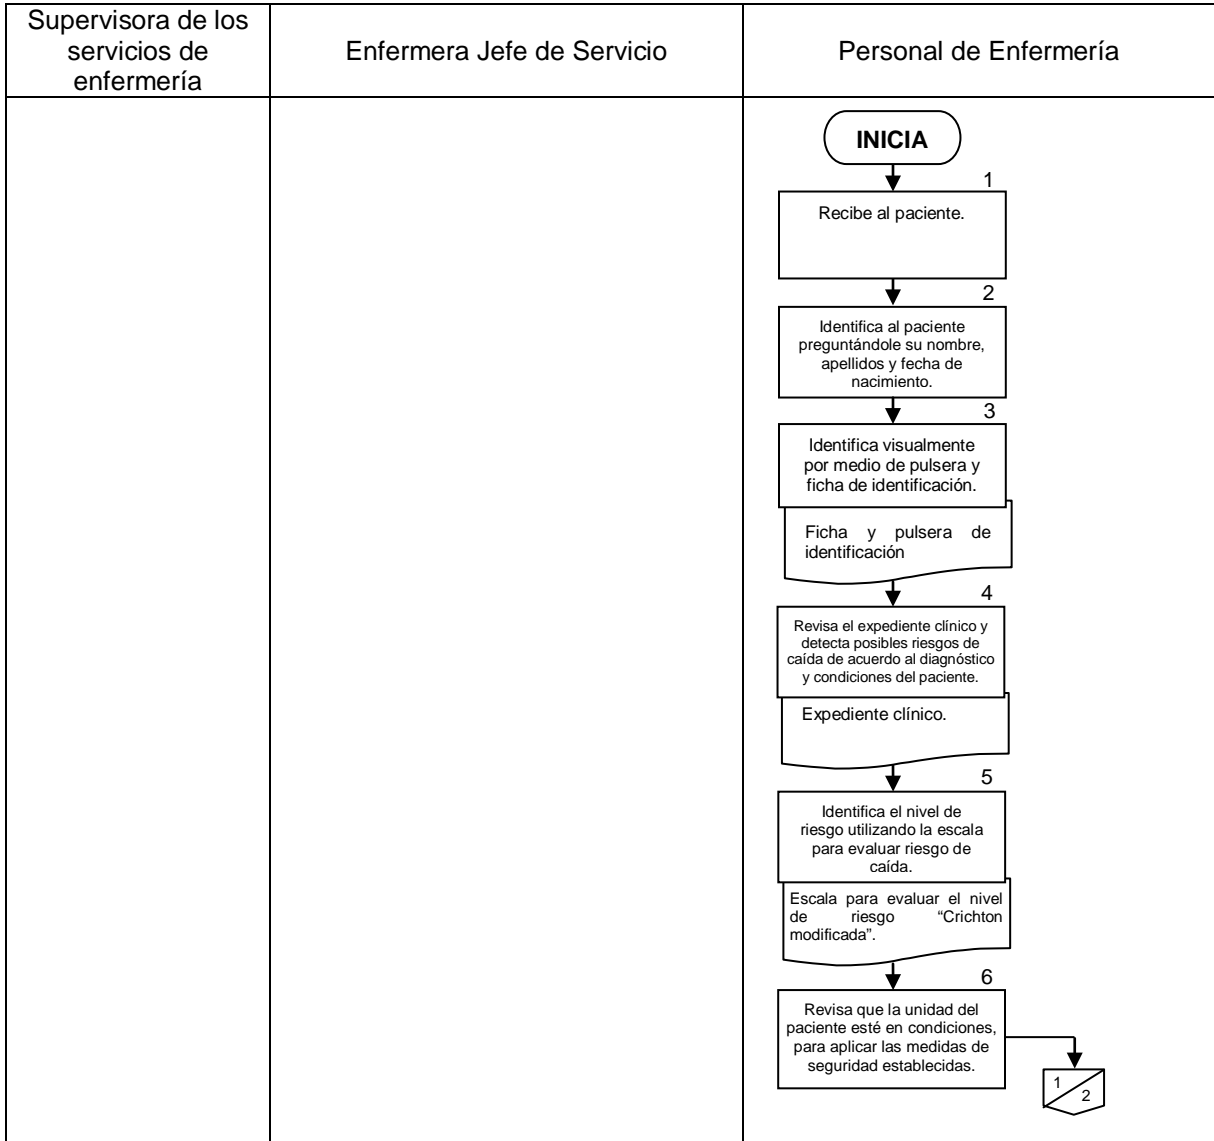 Supervisora de los
servicios de
enfermería
Enfermera Jefe de Servicio
Personal de Enfermería
INICIA
1
Recibe al paciente.
2
Identifica al paciente
preguntándole su nombre,
apellidos y fecha de
nacimiento.
3
Identifica visualmente
por medio de pulsera y
ficha de identificación.
Ficha y pulsera de
identificación
4
Revisa el expediente clínico y
detecta posibles riesgos de
caída de acuerdo al diagnóstico
y condiciones del paciente.
Expediente clínico.
5
Identifica el nivel de
riesgo utilizando la escala
para evaluar riesgo de
caída.
Escala para evaluar el nivel
de riesgo “Crichton
modificada”.
6
Revisa que la unidad del
paciente esté en condiciones,
para aplicar las medidas de
seguridad establecidas.
1
2